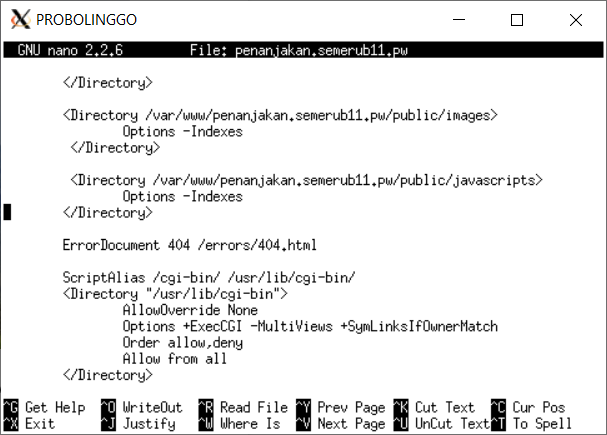 PROBOLINGGO
GNU nano 2.2.6 File: penanjakan.semerub11.pw
</Directory>
<Directory /var/www/penanjakan.semerub11.pw/public/images>
Options -Indexes
</Directory>
<Directory /var/www/penanjakan.semerub11.pw/public/javascripts>
Options -Indexes
</Directory>
ErrorDocument 404 /errors/404.html
ScriptAlias /cgi-bin/ /usr/lib/cgi-bin/
<Directory "/usr/lib/cgi-bin">
AllowOverride None
Options +ExecCGI -MultiViews +SymLinksIfOwnerMatch
Order allow,deny
Allow from all
</Directory>
^G Get Help ^O WriteOut ^R Read File ^Y Prev Page ^K Cut Text ^C Cur Pos
^X Exit ^J Justify ^W Where Is ^V Next Page ^U UnCut Text ^T To Spell